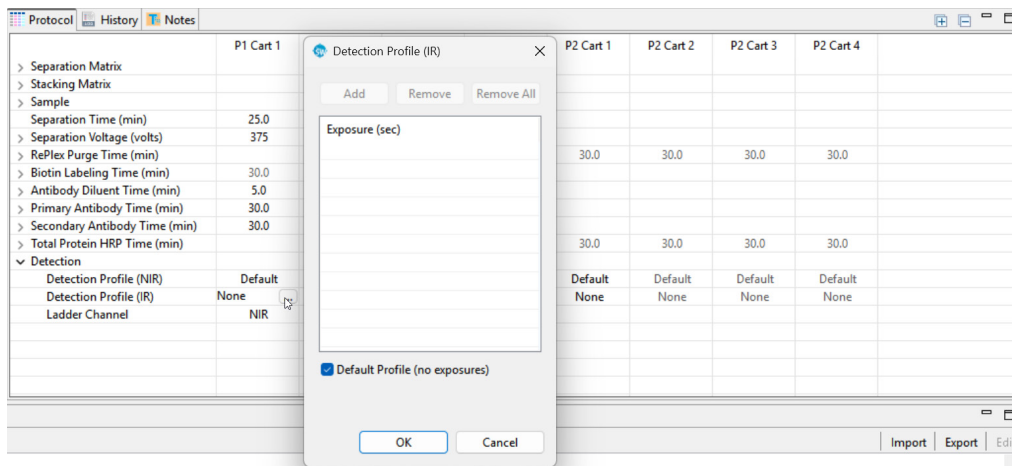 Protocol History Notes
P1 Cart 1 P2 Cart 1 P2 Cart 2 P2 Cart 3 P2 Cart 4
Separation Matrix
Stacking Matrix
Sample
Separation Time (min) 25.0
Separation Voltage (volts) 375
RePlex Purge Time (min) 30.0 30.0 30.0 30.0
Biotin Labeling Time (min) 30.0
Antibody Diluent Time (min) 5.0
Primary Antibody Time (min) 30.0
Secondary Antibody Time (min) 30.0
Total Protein HRP Time (min) 30.0 30.0 30.0 30.0
Detection
Detection Profile (NIR) Default Default Default Default Default
Detection Profile (IR) None ... None None None None
Ladder Channel NIR
Detection Profile (IR)
Add Remove Remove All
Exposure (sec)
Default Profile (no exposures)
OK Cancel
Import Export